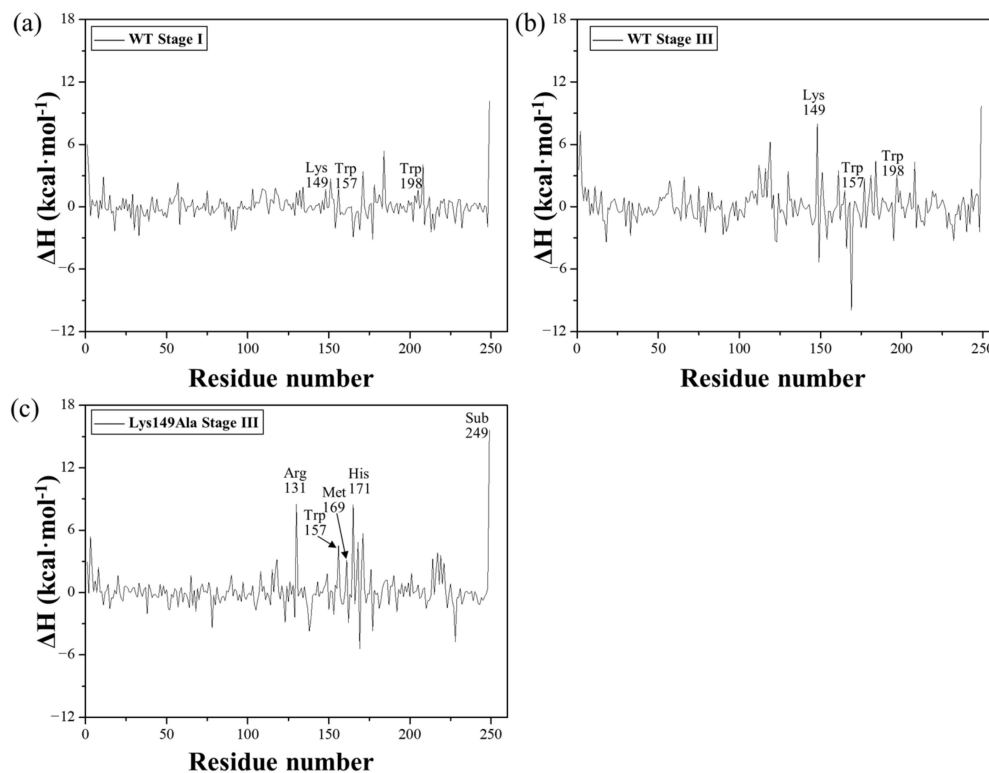 (a)
WT Stage I
ΔH (kcal·mol⁻¹)
18
12
6
0
−6
−12
Lys
149
Trp
157
Trp
198
0
50
100
150
200
250
Residue number
(b)
WT Stage III
ΔH (kcal·mol⁻¹)
18
12
6
0
−6
−12
Lys
149
Trp
157
Trp
198
0
50
100
150
200
250
Residue number
(c)
Lys149Ala Stage III
ΔH (kcal·mol⁻¹)
18
12
6
0
−6
−12
Arg
131
Trp
157
Met
169
His
171
Sub
249
0
50
100
150
200
250
Residue number